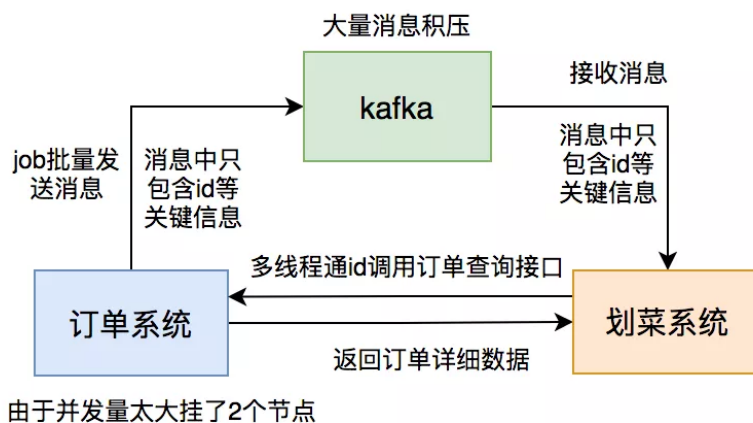 大量消息积压
kafka
接收消息
job批量发
送消息
消息中只
包含id等
关键信息
消息中只
包含id等
关键信息
多线程通id调用订单查询接口
订单系统
划菜系统
返回订单详细数据
由于并发量太大挂了2个节点